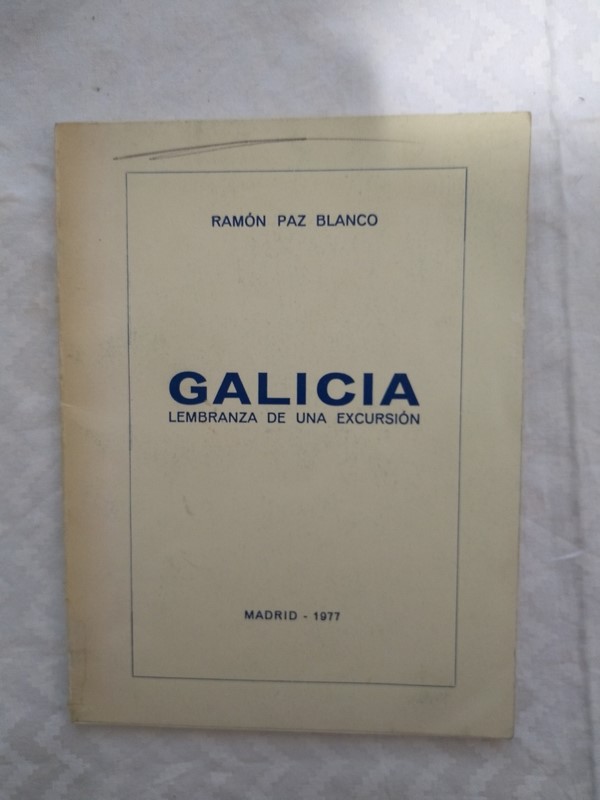 RAMÓN PAZ BLANCO
GALICIA
LEMBRANZA DE UNA EXCURSIÓN
MADRID - 1977